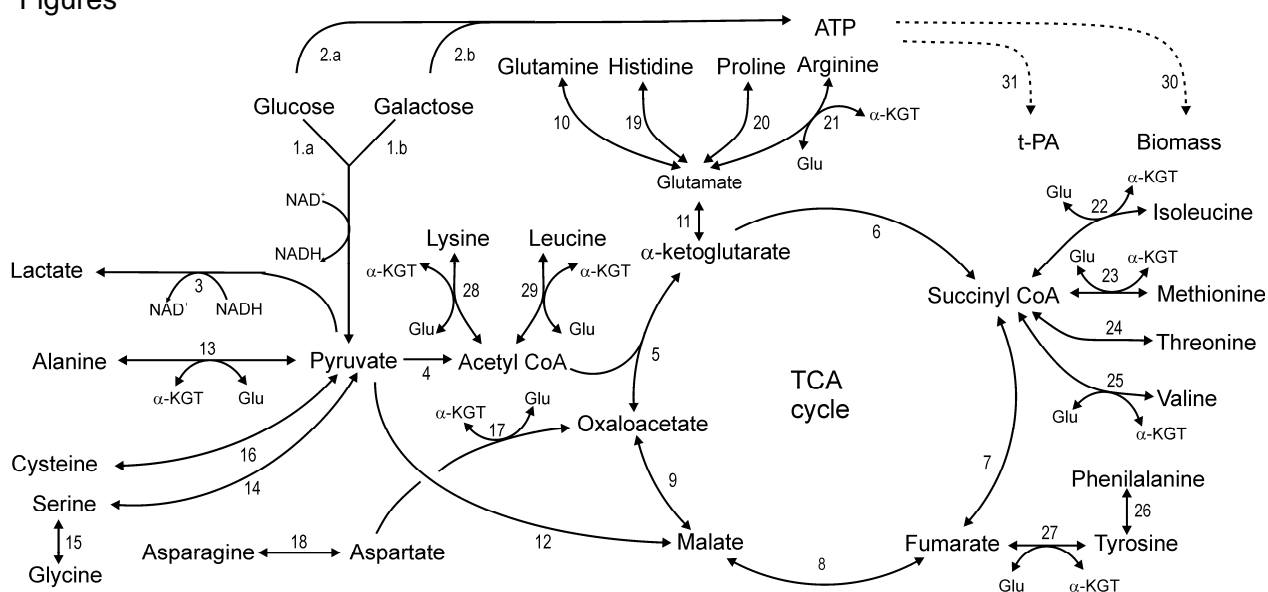 Figures
ATP
2.a
2.b
Glutamine Histidine Proline Arginine
31
30
Glucose Galactose
10
19
20
21
α-KGT
1.a
1.b
Glu
t-PA
Biomass
Glutamate
α-KGT
Glu
22
Isoleucine
NAD+
NADH
11
6
Lysine
Leucine
α-ketoglutarate
α-KGT
28
29
α-KGT
Glu
α-KGT
23
Lactate
3
NAD+
NADH
Succinyl CoA
Methionine
Glu
Glu
24
Threonine
Alanine
13
Pyruvate
4
Acetyl CoA
5
α-KGT
Glu
TCA
cycle
25
Valine
Glu
α-KGT
α-KGT
Glu
17
Oxaloacetate
Cysteine
16
14
9
7
Phenilalanine
Serine
26
15
Asparagine
18
Aspartate
12
Malate
Fumarate
27
Tyrosine
8
Glycine
Glu
α-KGT